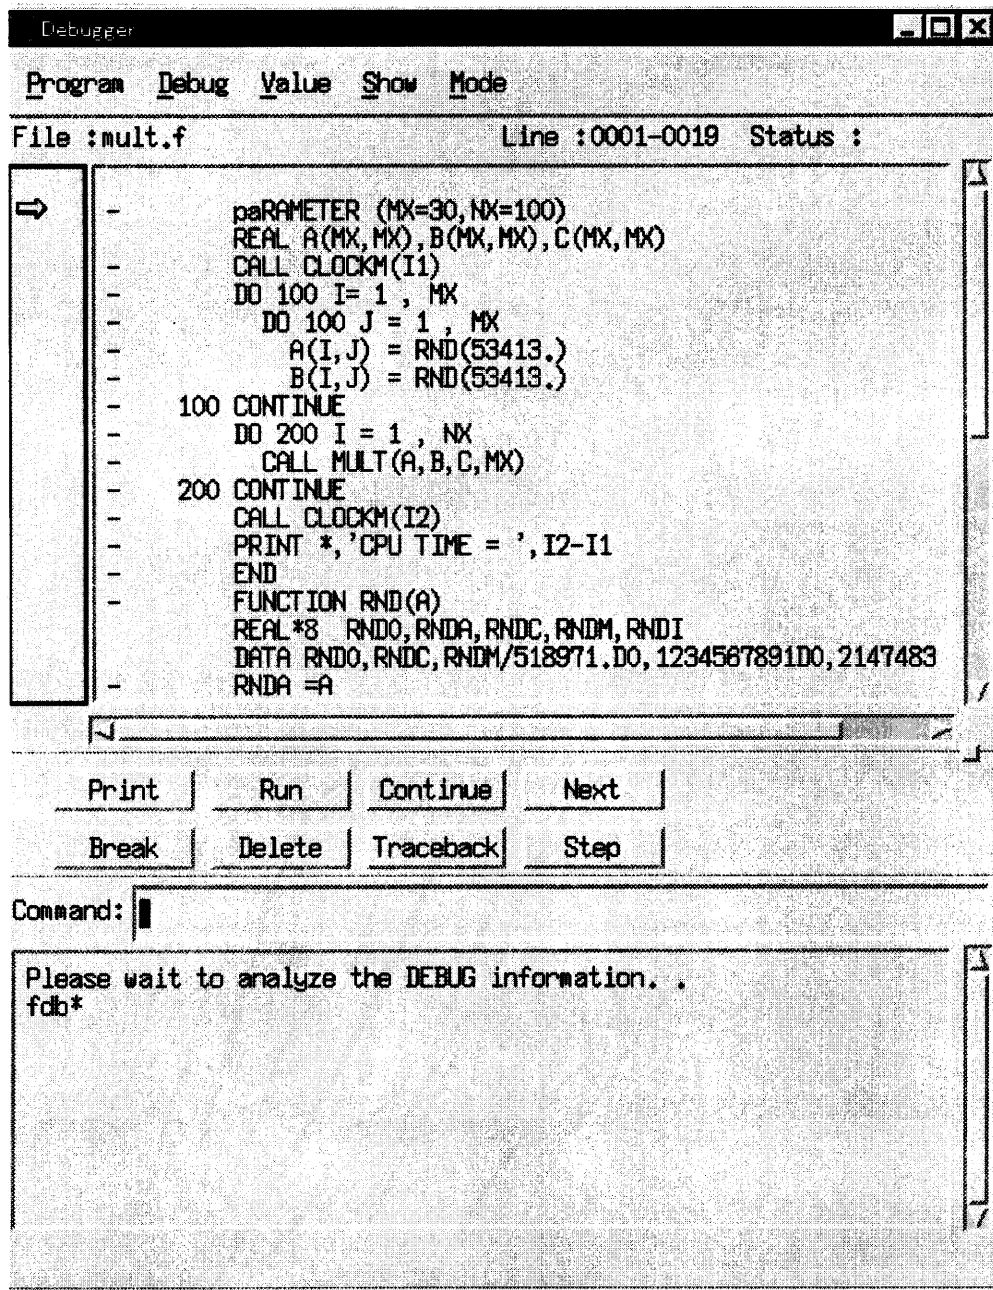 Debugger
Program Debug Value Show Mode
File :mult.f Line :0001-0019 Status :
- paRAMETER (MX=30,NX=100)
REAL A(MX,MX),B(MX,MX),C(MX,MX)
- CALL CLOCKM(I1)
- DO 100 I= 1 , MX
- DO 100 J = 1 , MX
- A(I,J) = RND(53413.)
- B(I,J) = RND(53413.)
- 100 CONTINUE
- DO 200 I = 1 , NX
- CALL MULT(A,B,C,MX)
- 200 CONTINUE
- CALL CLOCKM(I2)
- PRINT *,'CPU TIME = ',I2-I1
- END
- FUNCTION RND(A)
REAL*8 RND0,RNDA,RNDC,RNDM,RNDI
DATA RND0,RNDC,RNDM/518971.D0,1234567891D0,2147483
- RNDA =A
Print Run Continue Next
Break Delete Traceback Step
Command:
Please wait to analyze the DEBUG information. .
fdb*